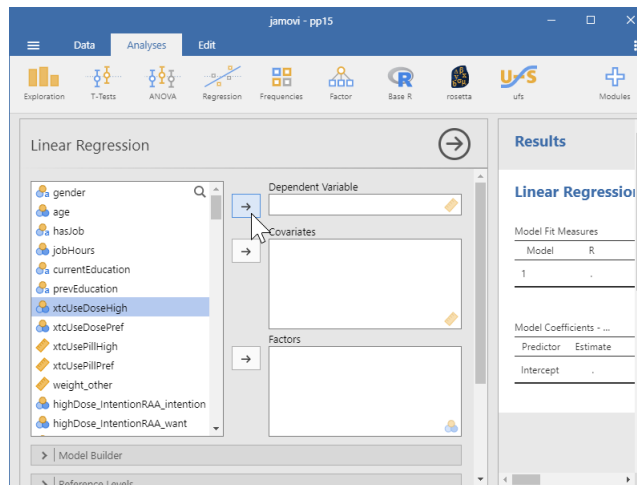 jamovi - pp15
Data Analyses Edit
Exploration T-Tests ANOVA Regression Frequencies Factor Base R rosetta ufs Modules
Linear Regression
gender
age
hasJob
jobHours
currentEducation
prevEducation
xtcUseDoseHigh
xtcUseDosePref
xtcUsePillHigh
xtcUsePillPref
weight_other
highDose_IntentionRAA_intention
highDose_IntentionRAA_want
Dependent Variable
Covariates
Factors
Model Builder
Reference Levels
Results
Linear Regressio
Model Fit Measures
Model R
1 .
Model Coefficients - ...
Predictor Estimate
Intercept .